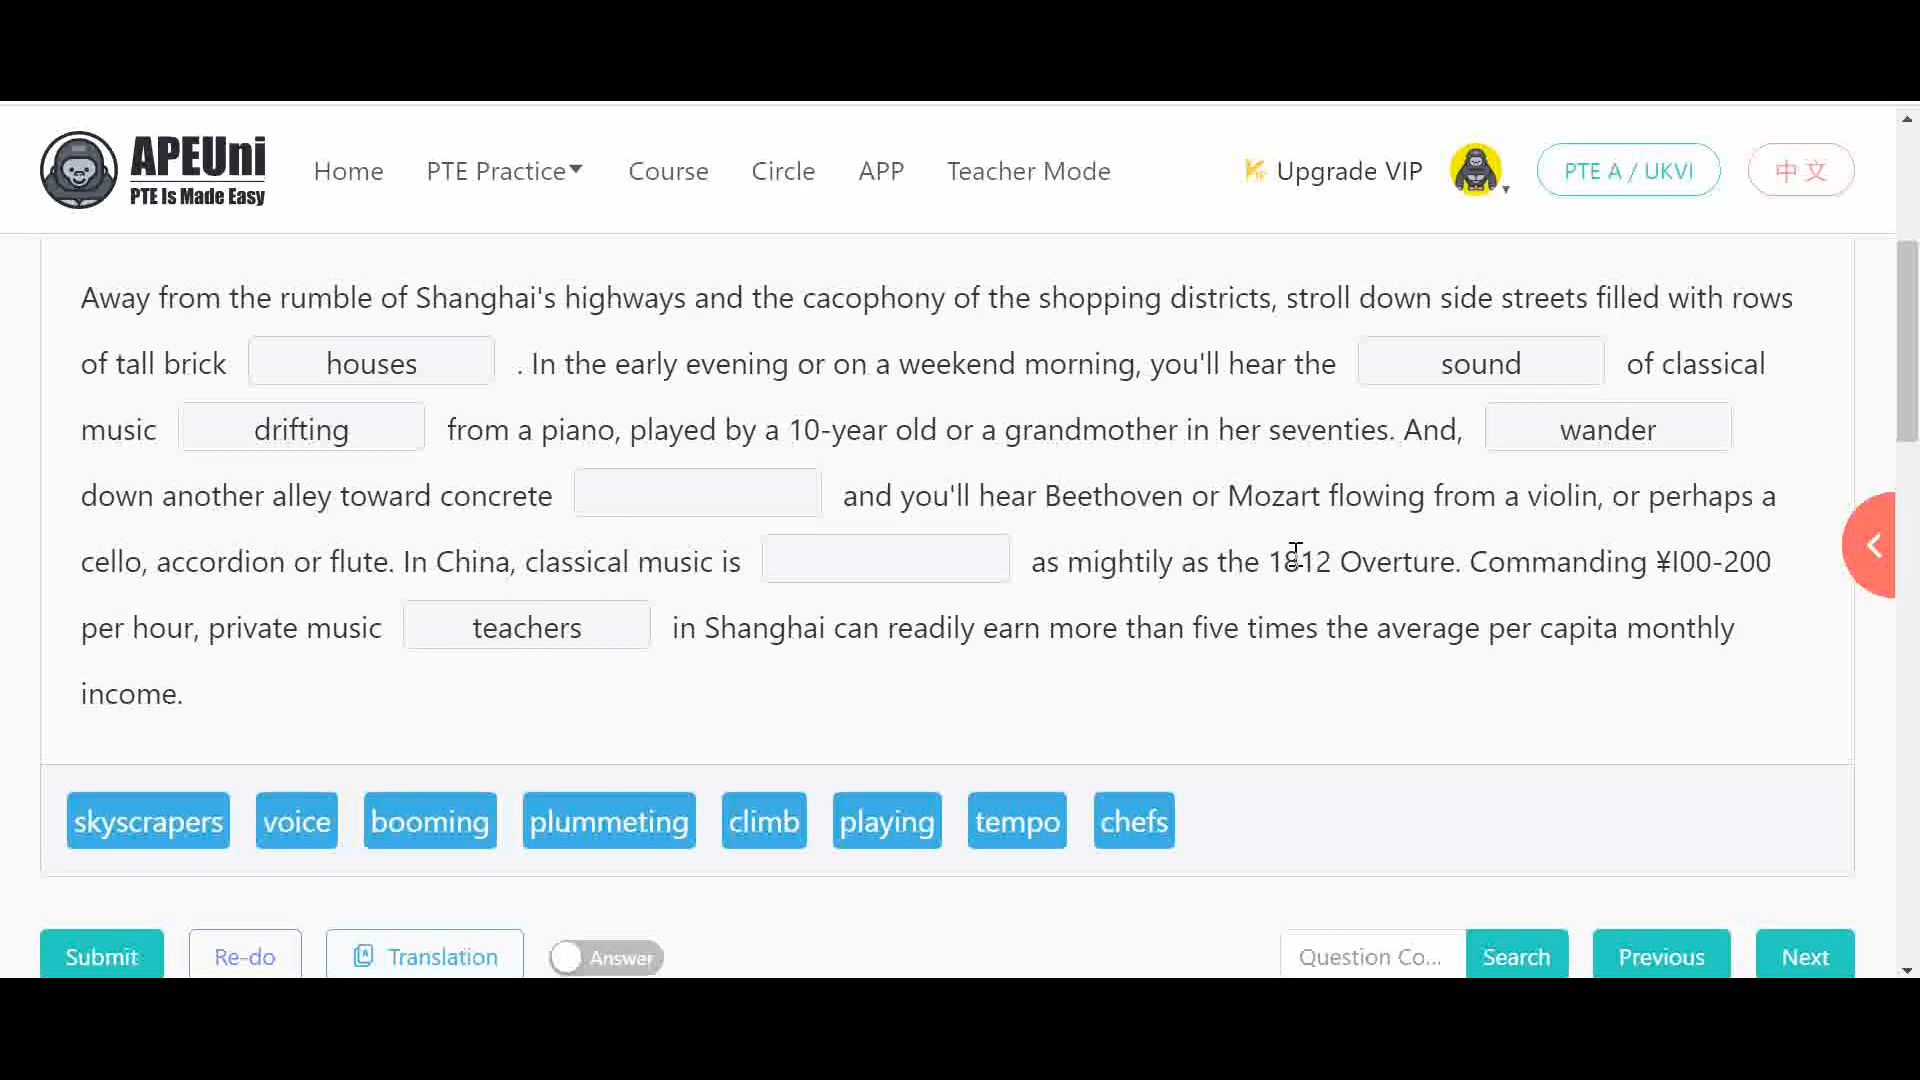 APEUni
PTE Is Made Easy
Home PTE Practice Course Circle APP Teacher Mode Upgrade VIP PTE A / UKVI 中文
Away from the rumble of Shanghai's highways and the cacophony of the shopping districts, stroll down side streets filled with rows
of tall brick houses . In the early evening or on a weekend morning, you'll hear the sound of classical
music drifting from a piano, played by a 10-year old or a grandmother in her seventies. And, wander
down another alley toward concrete and you'll hear Beethoven or Mozart flowing from a violin, or perhaps a
cello, accordion or flute. In China, classical music is as mightily as the 1812 Overture. Commanding ¥I00-200
per hour, private music teachers in Shanghai can readily earn more than five times the average per capita monthly
income.
skyscrapers voice booming plummeting climb playing tempo chefs
Submit Re-do Translation Answer Question Co... Search Previous Next